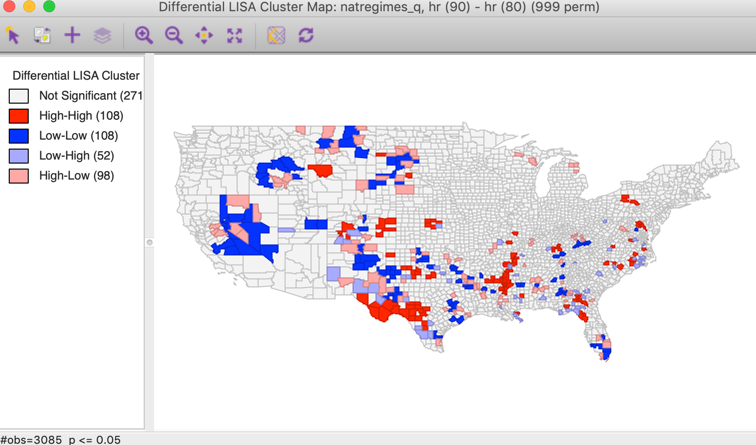 Differential LISA Cluster Map: natregimes_q, hr (90) - hr (80) (999 perm)
Differential LISA Cluster
Not Significant (271
High-High (108)
Low-Low (108)
Low-High (52)
High-Low (98)
#obs=3085 p <= 0.05